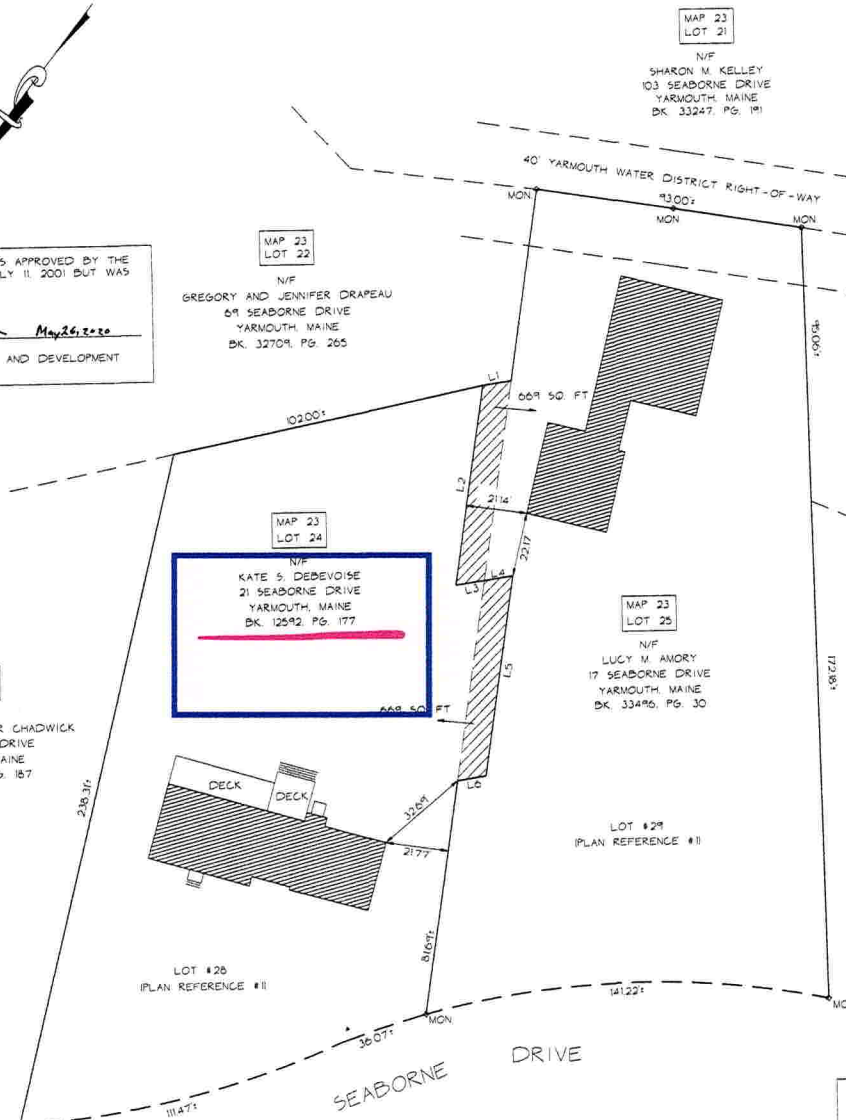 MAP 23
LOT 21
N/F
SHARON M. KELLEY
103 SEABORNE DRIVE
YARMOUTH, MAINE
BK. 33247, PG. 191
40' YARMOUTH WATER DISTRICT RIGHT-OF-WAY
MON
93.00'±
MON
MON
S APPROVED BY THE
LY 11, 2001 BUT WAS
May 26, 2020
AND DEVELOPMENT
MAP 23
LOT 22
N/F
GREGORY AND JENNIFER DRAPEAU
69 SEABORNE DRIVE
YARMOUTH, MAINE
BK. 32709, PG. 265
95.06'±
L1
669 SQ. FT
102.00'±
L2
21.14'
22.17
MAP 23
LOT 24
N/F
KATE S. DEBEVOISE
21 SEABORNE DRIVE
YARMOUTH, MAINE
BK. 12592, PG. 177
L3
L4
MAP 23
LOT 25
N/F
LUCY M. AMORY
17 SEABORNE DRIVE
YARMOUTH, MAINE
BK. 33496, PG. 30
L5
172.18'±
669 SQ. FT
R CHADWICK
DRIVE
AINE
G. 187
238.31'±
DECK
DECK
L6
32.69'
21.77
LOT #29
(PLAN REFERENCE #1)
81.69'±
LOT #28
(PLAN REFERENCE #1)
141.22'±
MON
MO
36.07'±
SEABORNE DRIVE
111.47'±